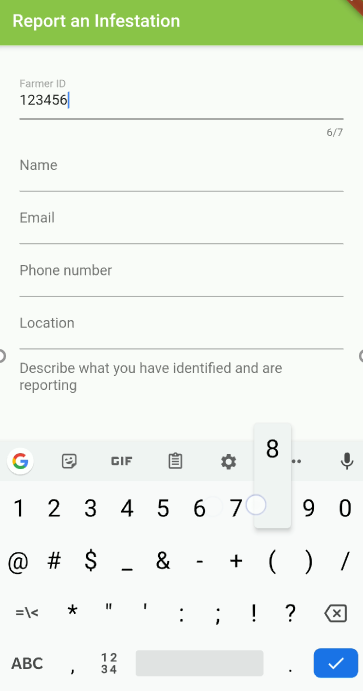 Report an Infestation
Farmer ID
123456
6/7
Name
Email
Phone number
Location
Describe what you have identified and are
reporting
8
G GIF
1 2 3 4 5 6 7 9 0
@ # $ _ & - + ( ) /
=\< * " ' : ; ! ? 
ABC , 12 .
34